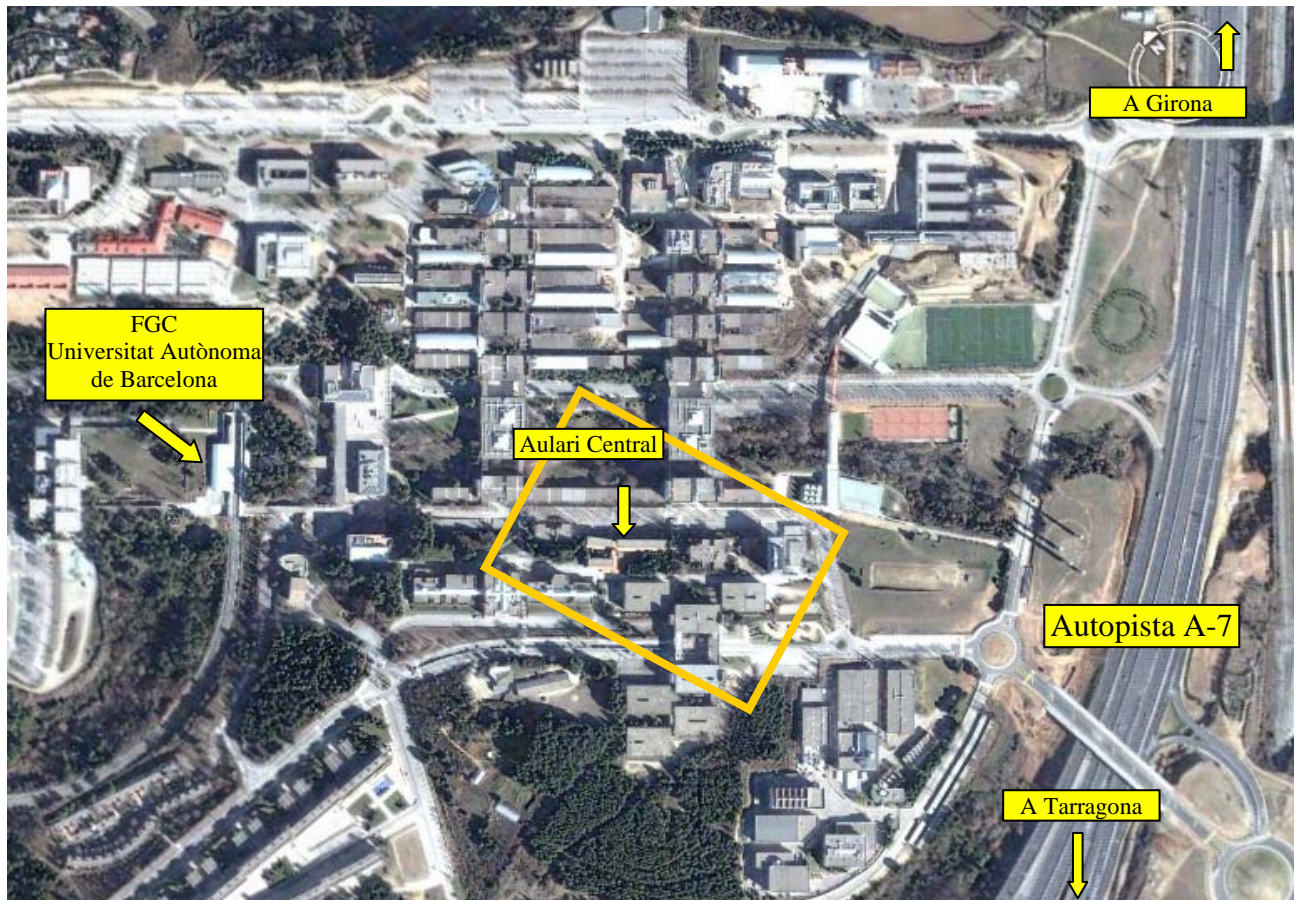 N
A Girona
FGC
Universitat Autònoma
de Barcelona
Aulari Central
Autopista A-7
A Tarragona